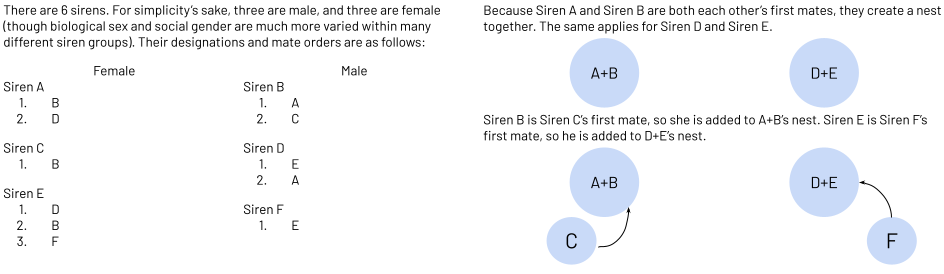 There are 6 sirens. For simplicity's sake, three are male, and three are female
(though biological sex and social gender are much more varied within many
different siren groups). Their designations and mate orders are as follows:
Female
Male
Siren A
1. B
2. D
Siren C
1. B
Siren E
1. D
2. B
3. F
Siren B
1. A
2. C
Siren D
1. E
2. A
Siren F
1. E
Because Siren A and Siren B are both each other's first mates, they create a nest
together. The same applies for Siren D and Siren E.
A+B
D+E
Siren B is Siren C's first mate, so she is added to A+B's nest. Siren E is Siren F's
first mate, so he is added to D+E's nest.
A+B
D+E
C
F